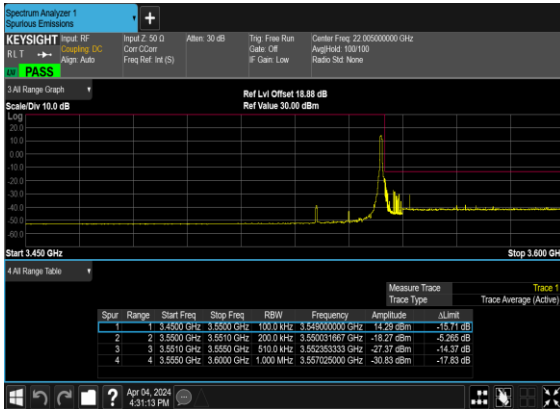 Spectrum Analyzer 1
Spurious Emissions
+
KEYSIGHT Input: RF Input Z: 50 Ω Atten: 30 dB Trig: Free Run Center Freq: 22.005000000 GHz
RLT Coupling: DC Corr CCorr Gate: Off Avg|Hold: 100/100
Align: Auto Freq Ref: Int (S) IF Gain: Low Radio Std: None
PASS
3 All Range Graph Ref Lvl Offset 18.88 dB
Scale/Div 10.0 dB Ref Value 30.00 dBm
Log
20.0
10.0
0.00
-10.0
-20.0
-30.0
-40.0
-50.0
-60.0
Start 3.450 GHz Stop 3.600 GH
4 All Range Table
Measure Trace Trace 1
Trace Type Trace Average (Active)
Spur Range Start Freq Stop Freq RBW Frequency Amplitude ΔLimit
1 1 3.4500 GHz 3.5500 GHz 100.0 kHz 3.549000000 GHz 14.29 dBm -15.71 dB
2 2 3.5500 GHz 3.5510 GHz 200.0 kHz 3.550031667 GHz -18.27 dBm -5.265 dB
3 3 3.5510 GHz 3.5550 GHz 510.0 kHz 3.552353333 GHz -27.37 dBm -14.37 dB
4 4 3.5550 GHz 3.6000 GHz 1.000 MHz 3.557025000 GHz -30.83 dBm -17.83 dB
? Apr 04, 2024
4:31:13 PM